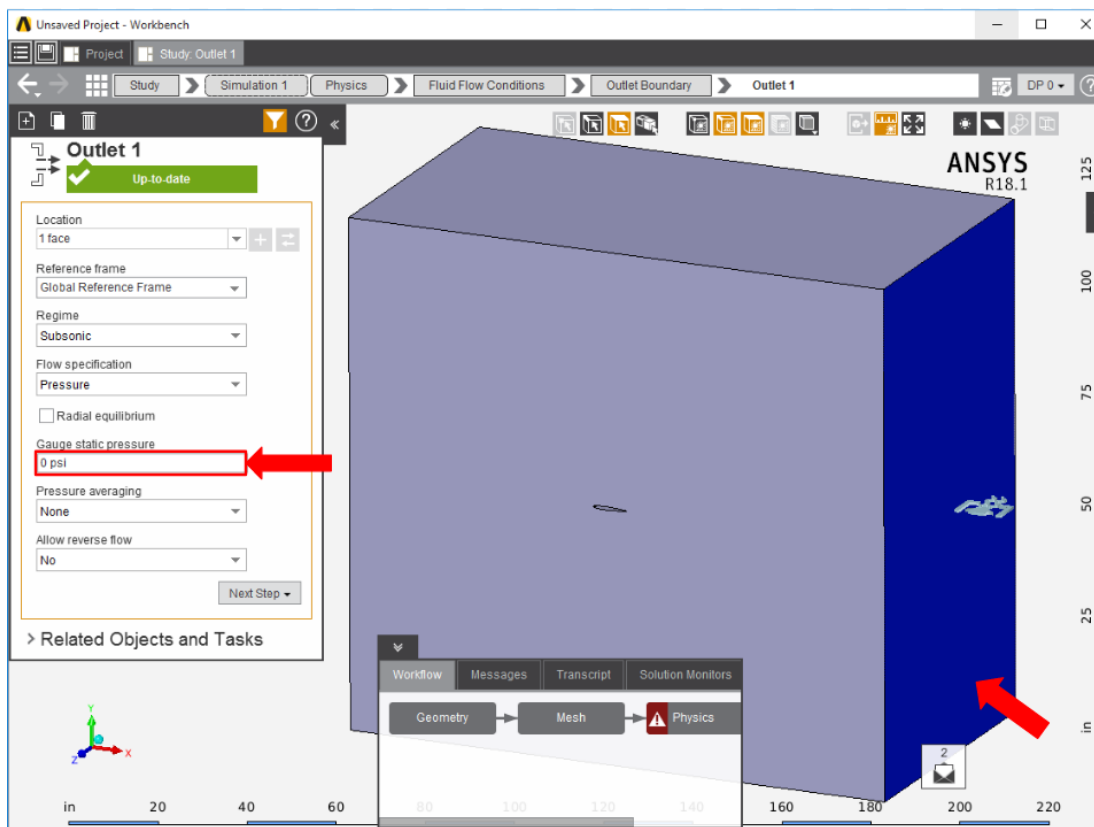 Unsaved Project - Workbench
Project
Study: Outlet 1
Study
Simulation 1
Physics
Fluid Flow Conditions
Outlet Boundary
Outlet 1
DP 0
Outlet 1
Up-to-date
Location
1 face
Reference frame
Global Reference Frame
Regime
Subsonic
Flow specification
Pressure
Radial equilibrium
Gauge static pressure
0 psi
Pressure averaging
None
Allow reverse flow
No
Next Step
Related Objects and Tasks
ANSYS
R18.1
125
100
75
50
25
in
Workflow
Messages
Transcript
Solution Monitors
Geometry
Mesh
Physics
2
Y
X
Z
in 20 40 60 80 100 120 140 160 180 200 220